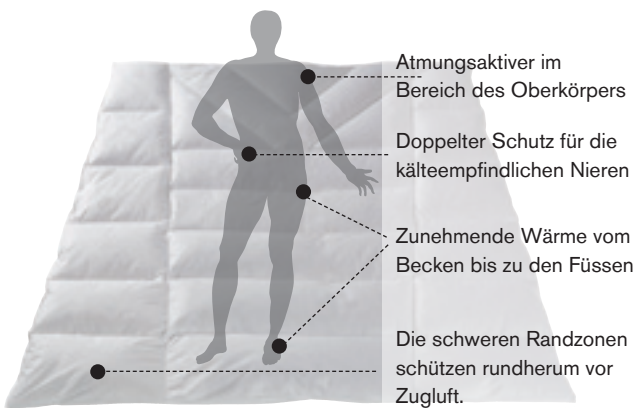 Atmungsaktiver im
Bereich des Oberkörpers
Doppelter Schutz für die
kälteempfindlichen Nieren
Zunehmende Wärme vom
Becken bis zu den Füssen
Die schweren Randzonen
schützen rundherum vor
Zugluft.